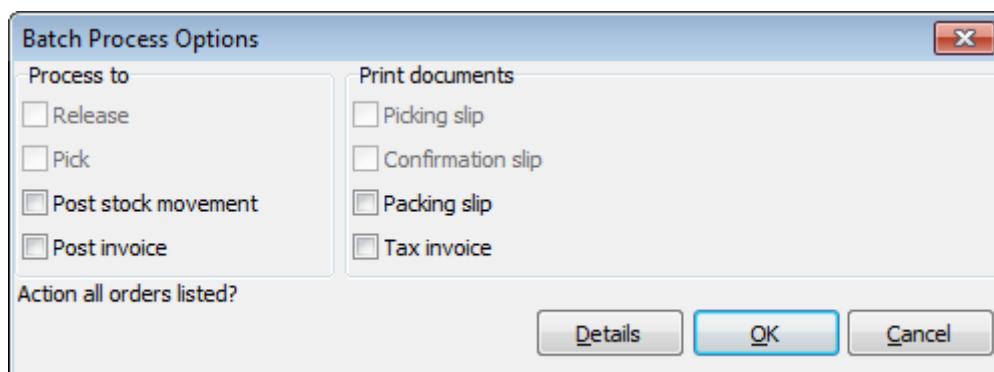 Batch Process Options
Process to
Release
Pick
Post stock movement
Post invoice
Print documents
Picking slip
Confirmation slip
Packing slip
Tax invoice
Action all orders listed?
Details
OK
Cancel